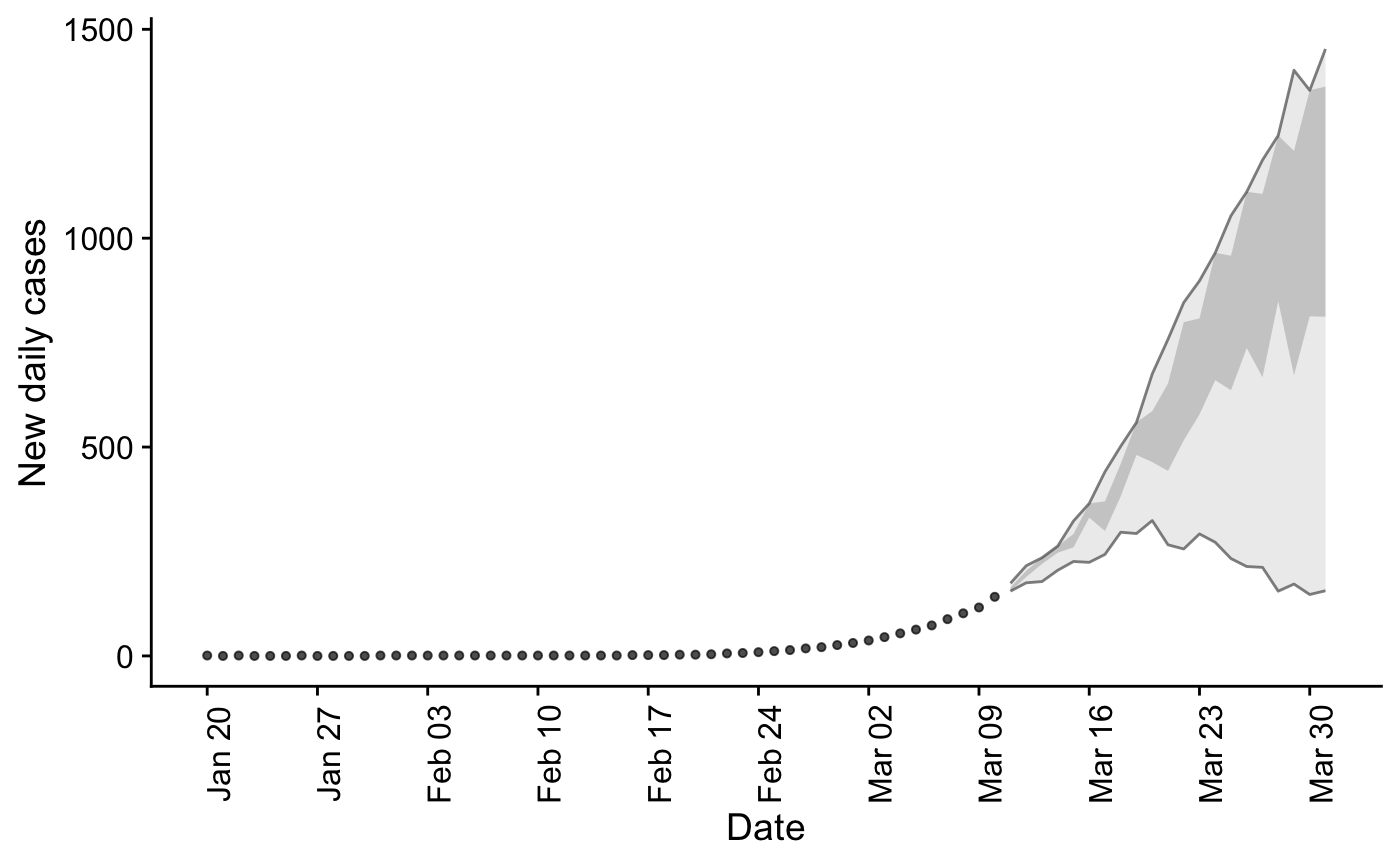 New daily cases
1500
1000
500
0
Jan 20
Jan 27
Feb 03
Feb 10
Feb 17
Feb 24
Mar 02
Mar 09
Mar 16
Mar 23
Mar 30
Date